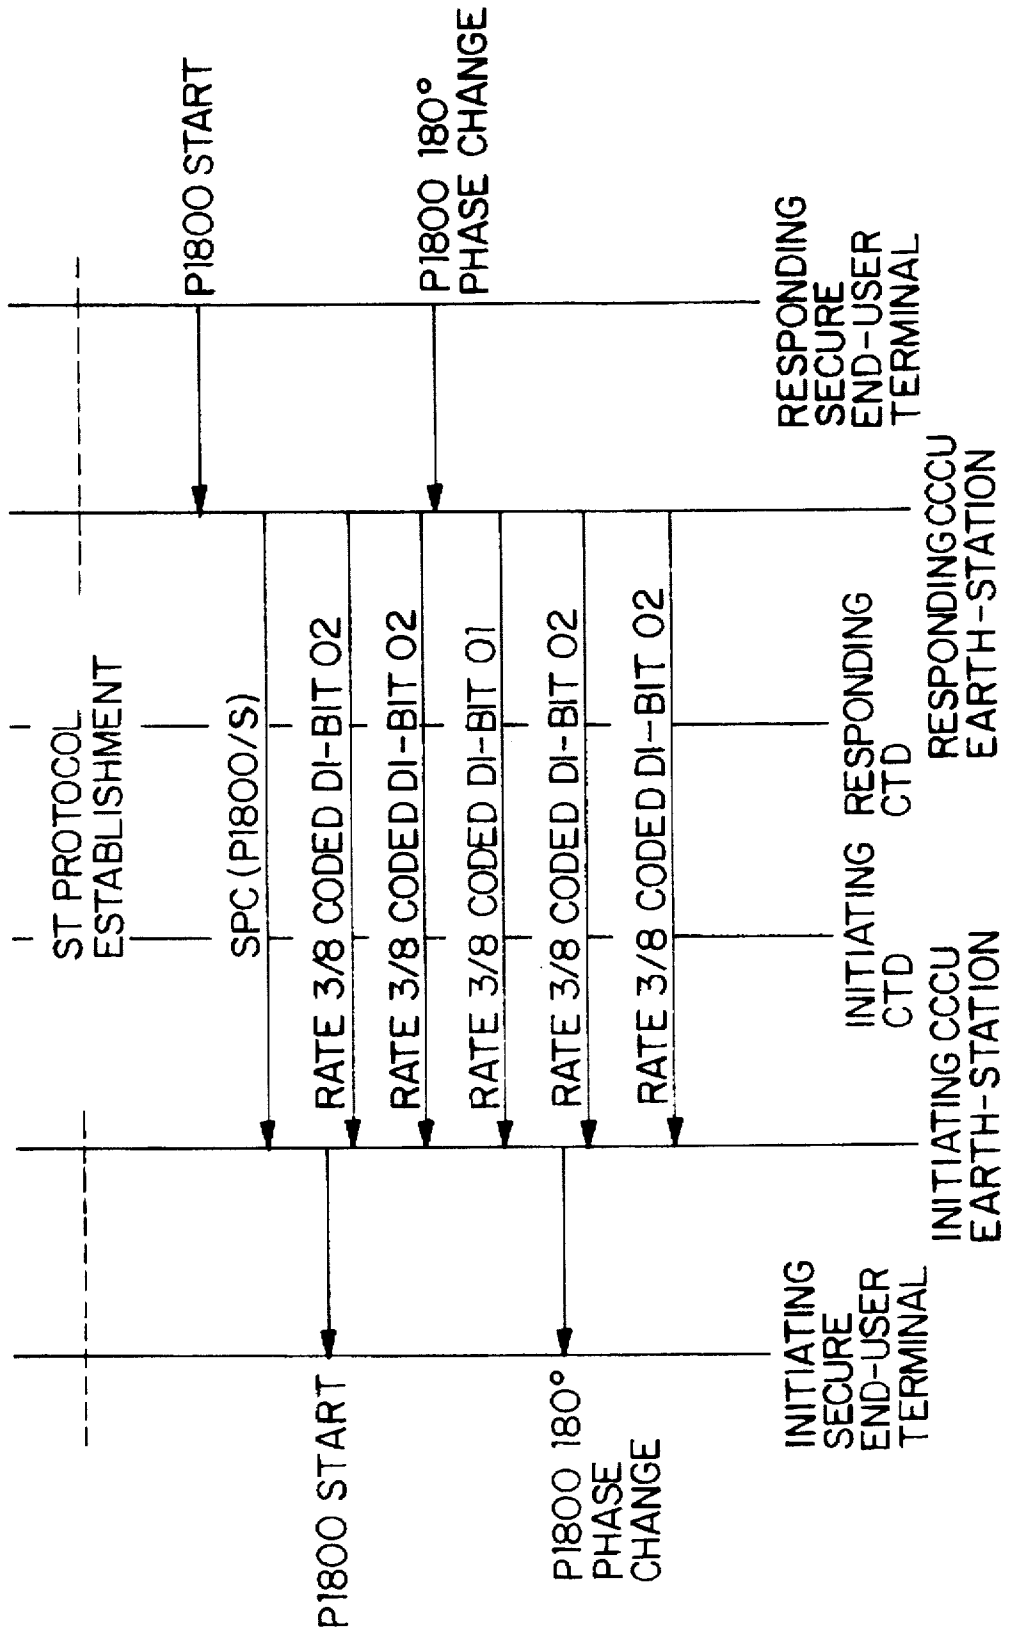 ST PROTOCOL
ESTABLISHMENT
P1800 START
SPC (P1800/S)
P1800 START
RATE 3/8 CODED DI-BIT 02
RATE 3/8 CODED DI-BIT 02
P1800 180°
PHASE CHANGE
RATE 3/8 CODED DI-BIT 01
RATE 3/8 CODED DI-BIT 02
P1800 180°
PHASE
CHANGE
RATE 3/8 CODED DI-BIT 02
INITIATING
SECURE
END-USER
TERMINAL
INITIATING CCCU
EARTH-STATION
INITIATING
CTD
RESPONDING
CTD
RESPONDING CCCU
EARTH-STATION
RESPONDING
SECURE
END-USER
TERMINAL